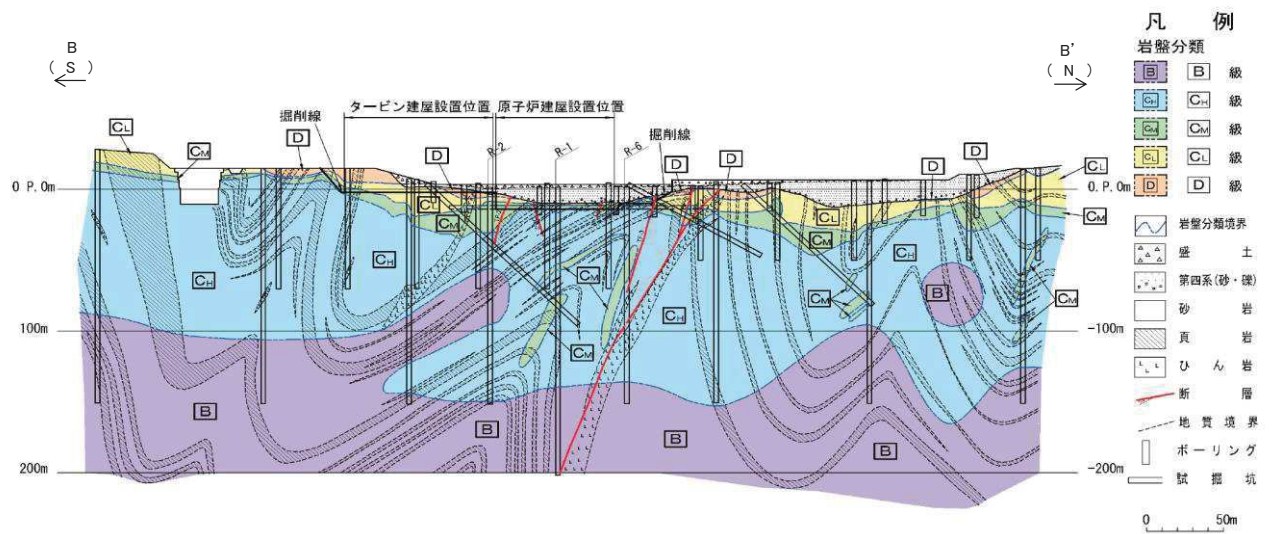 B
( S )
B'
( N )
タービン建屋設置位置
原子炉建屋設置位置
掘削線
掘削線
R-2
R-1
R-6
CL
CM
D
D
D
D
D
D
CL
CM
CL
CM
CL
CM
CM
CM
CM
CM
CM
CH
CH
CH
CH
B
B
B
B
B
B
0 P.0m
100m
200m
0.P.0m
-100m
-200m
凡 例
岩盤分類
B B 級
CH CH 級
CM CM 級
CL CL 級
D D 級
岩盤分類境界
盛 土
第四系(砂・礫)
砂 岩
頁 岩
ひ ん 岩
断 層
地 質 境 界
ボ ー リ ン グ
試 掘 坑
0 50m